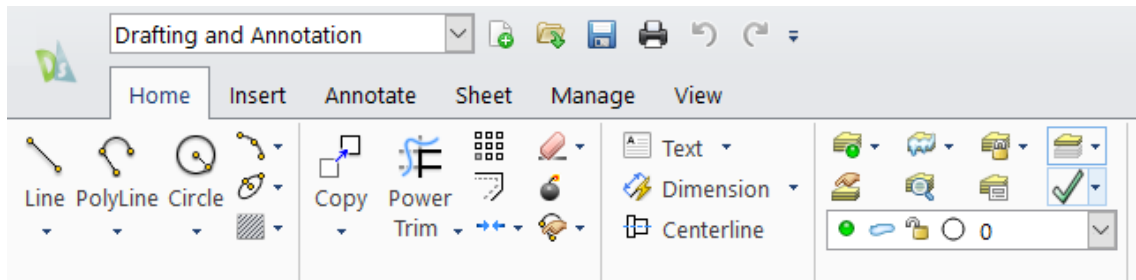 Drafting and Annotation
DS
Home Insert Annotate Sheet Manage View
Line PolyLine Circle Copy Power Trim
Text
Dimension
Centerline
0